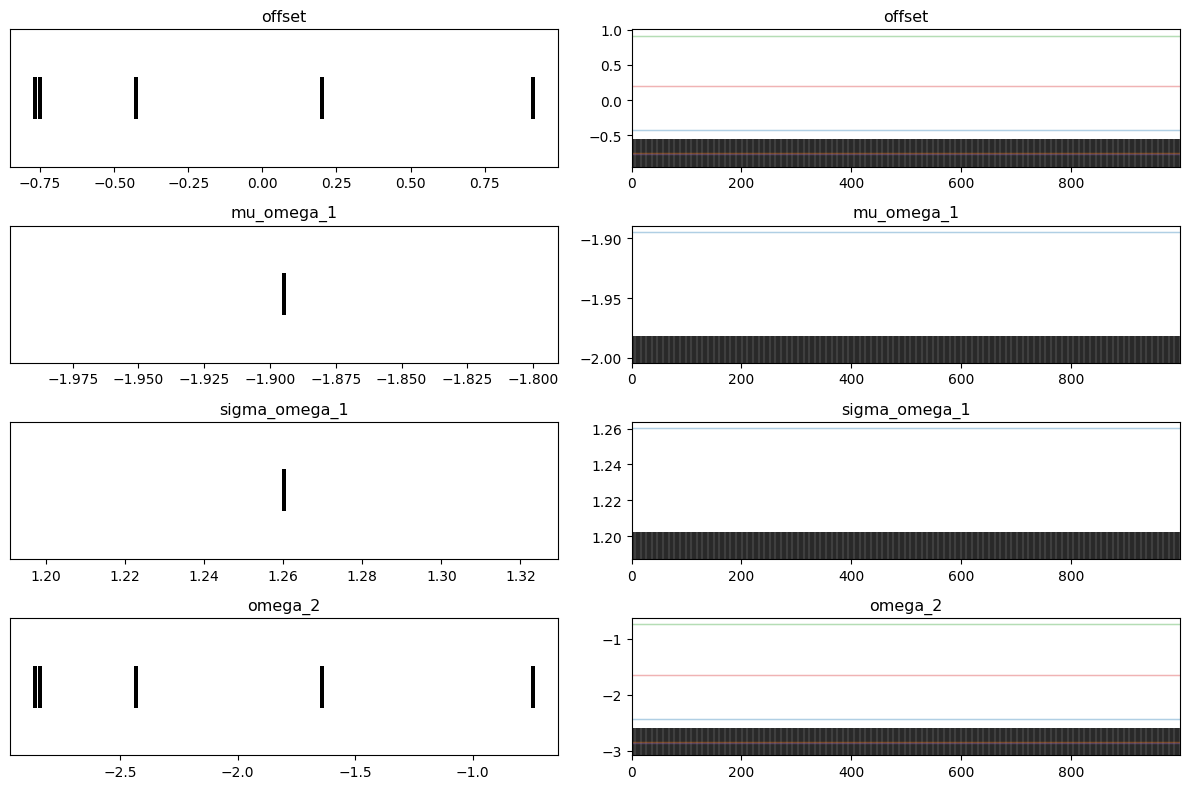 offset
−0.75 −0.50 −0.25 0.00 0.25 0.50 0.75
offset
1.0
0.5
0.0
−0.5
0 200 400 600 800
mu_omega_1
−1.975 −1.950 −1.925 −1.900 −1.875 −1.850 −1.825 −1.800
mu_omega_1
−1.90
−1.95
−2.00
0 200 400 600 800
sigma_omega_1
1.20 1.22 1.24 1.26 1.28 1.30 1.32
sigma_omega_1
1.26
1.24
1.22
1.20
0 200 400 600 800
omega_2
−2.5 −2.0 −1.5 −1.0
omega_2
−1
−2
−3
0 200 400 600 800